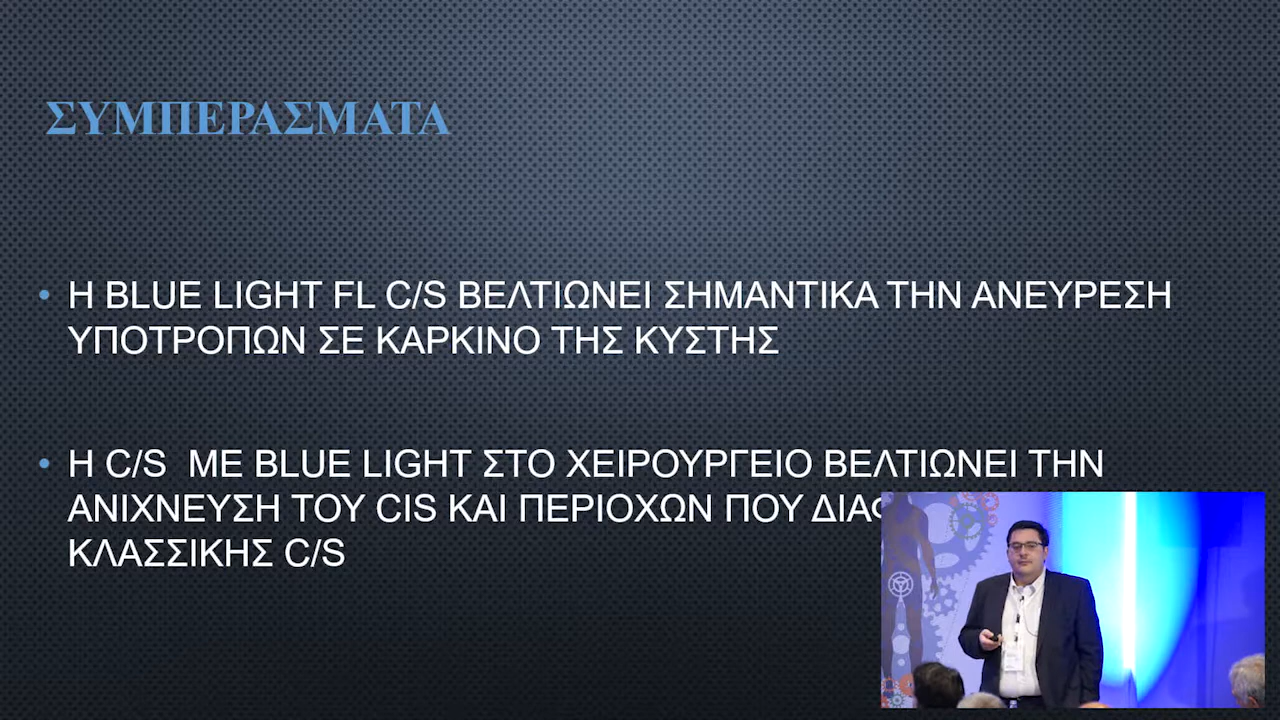 ΣΥΜΠΕΡΑΣΜΑΤΑ
• Η BLUE LIGHT FL C/S ΒΕΛΤΙΩΝΕΙ ΣΗΜΑΝΤΙΚΑ ΤΗΝ ΑΝΕΥΡΕΣΗ
ΥΠΟΤΡΟΠΩΝ ΣΕ ΚΑΡΚΙΝΟ ΤΗΣ ΚΥΣΤΗΣ
• Η C/S ΜΕ BLUE LIGHT ΣΤΟ ΧΕΙΡΟΥΡΓΕΙΟ ΒΕΛΤΙΩΝΕΙ ΤΗΝ
ΑΝΙΧΝΕΥΣΗ ΤΟΥ CIS ΚΑΙ ΠΕΡΙΟΧΩΝ ΠΟΥ
ΚΛΑΣΣΙΚΗΣ C/S